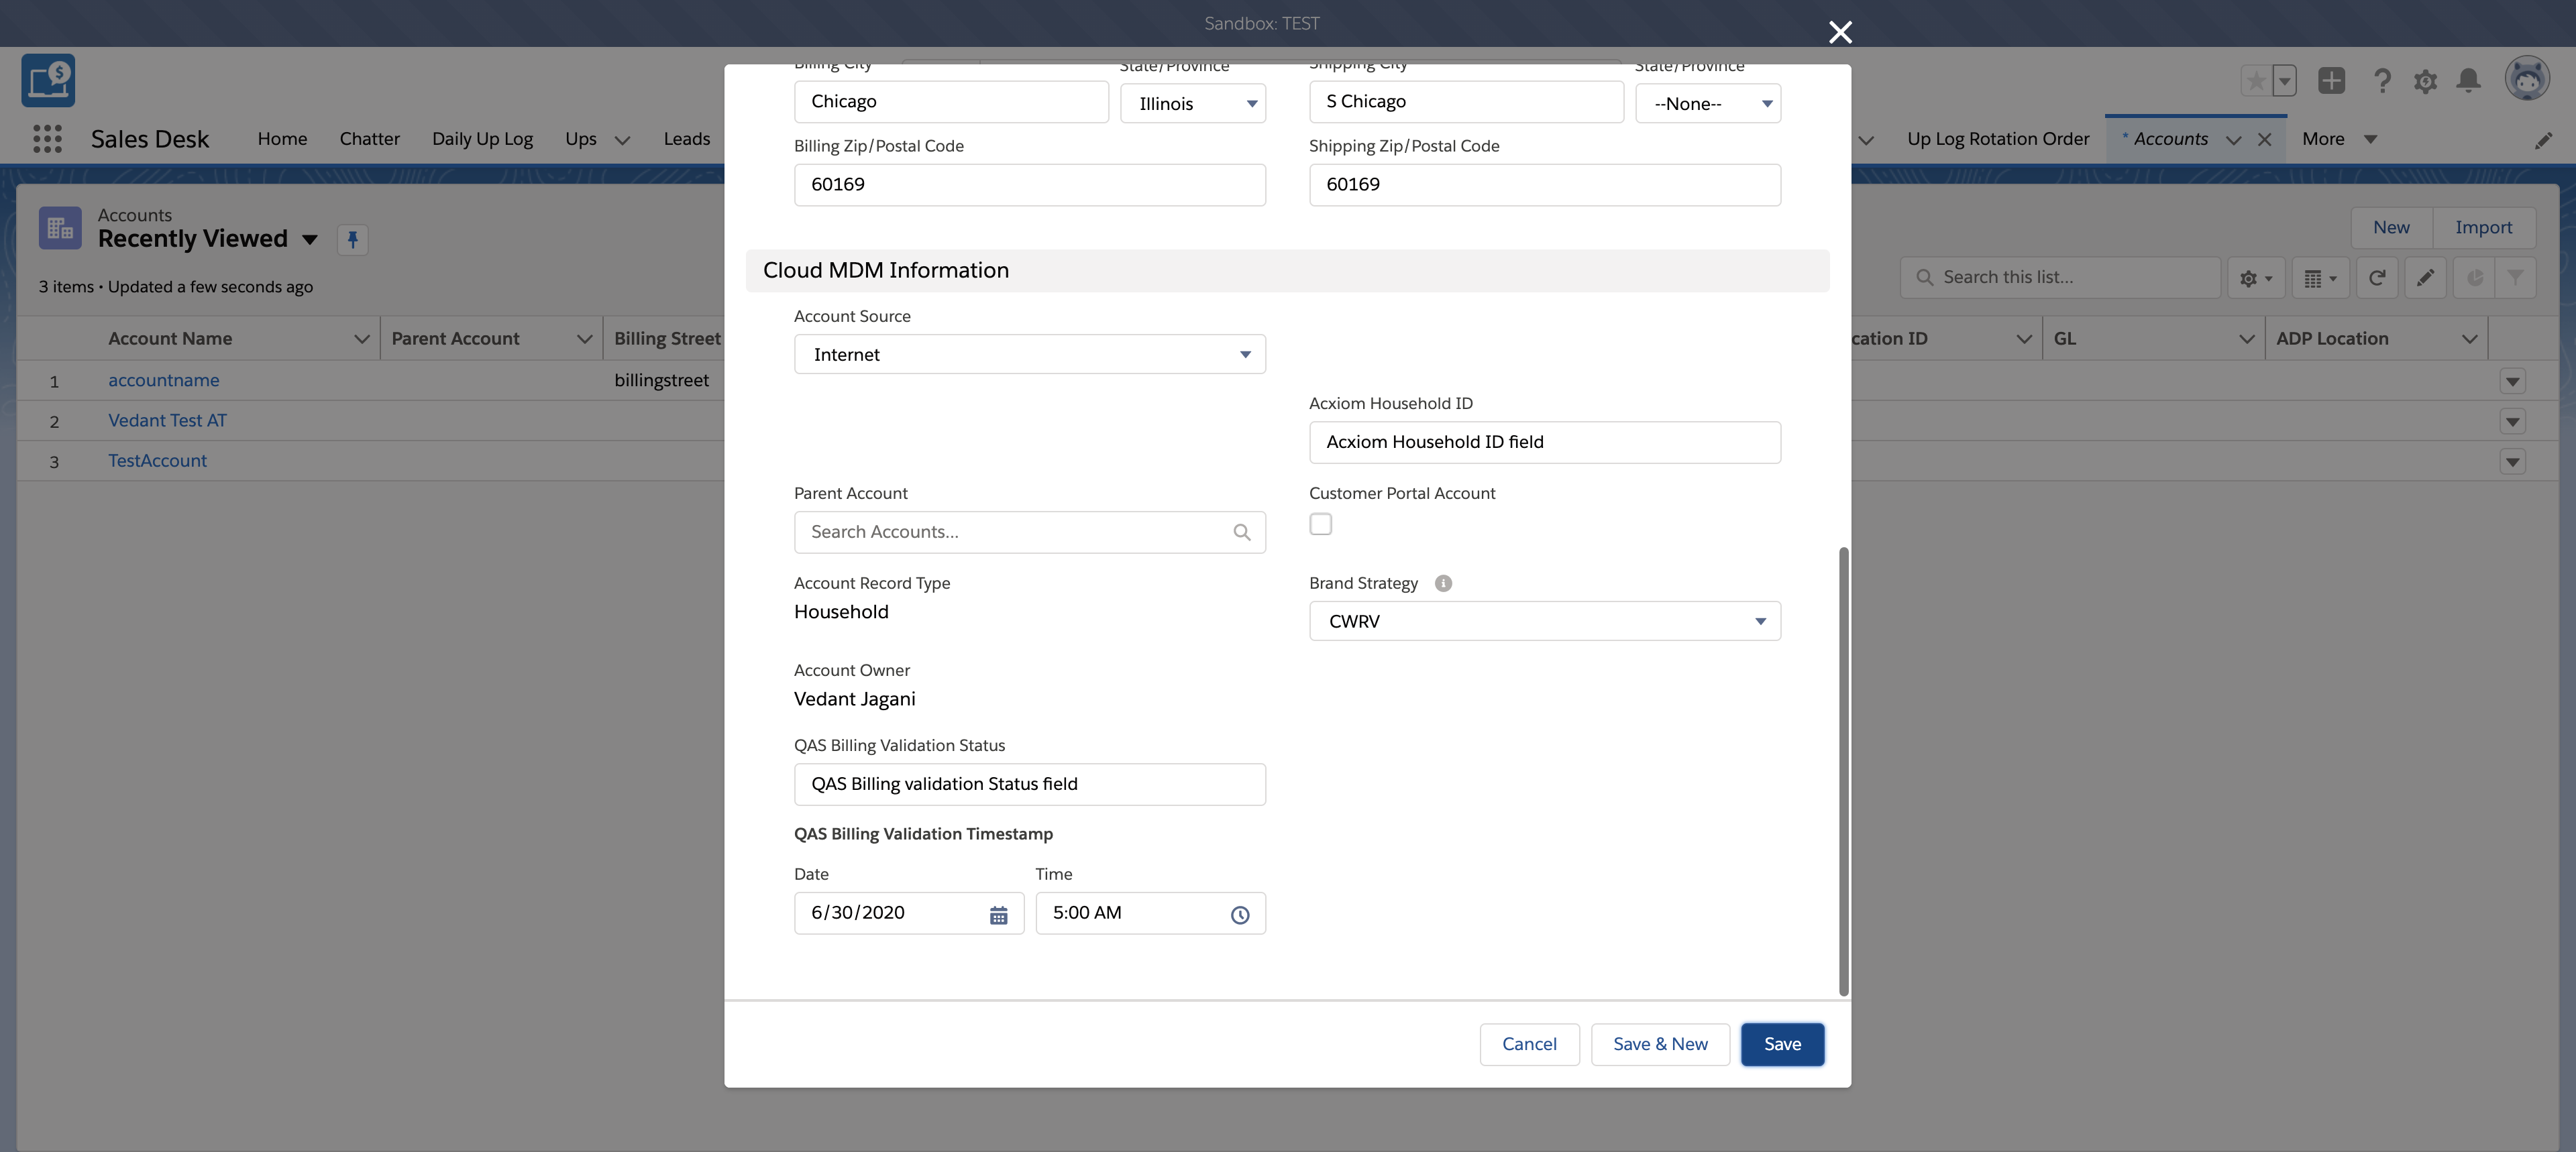 Sandbox: TEST
Sales Desk
Home
Chatter
Daily Up Log
Ups
Leads
Up Log Rotation Order
* Accounts
More
Accounts
Recently Viewed
3 items • Updated a few seconds ago
New
Import
Search this list...
Account Name
Parent Account
Billing Street
cation ID
GL
ADP Location
1
accountname
billingstreet
2
Vedant Test AT
3
TestAccount
Billing City
State/Province
Shipping City
State/Province
Chicago
Illinois
S Chicago
--None--
Billing Zip/Postal Code
Shipping Zip/Postal Code
60169
60169
Cloud MDM Information
Account Source
Internet
Acxiom Household ID
Acxiom Household ID field
Parent Account
Customer Portal Account
Search Accounts...
Account Record Type
Brand Strategy
Household
CWRV
Account Owner
Vedant Jagani
QAS Billing Validation Status
QAS Billing validation Status field
QAS Billing Validation Timestamp
Date
Time
6/30/2020
5:00 AM
Cancel
Save & New
Save